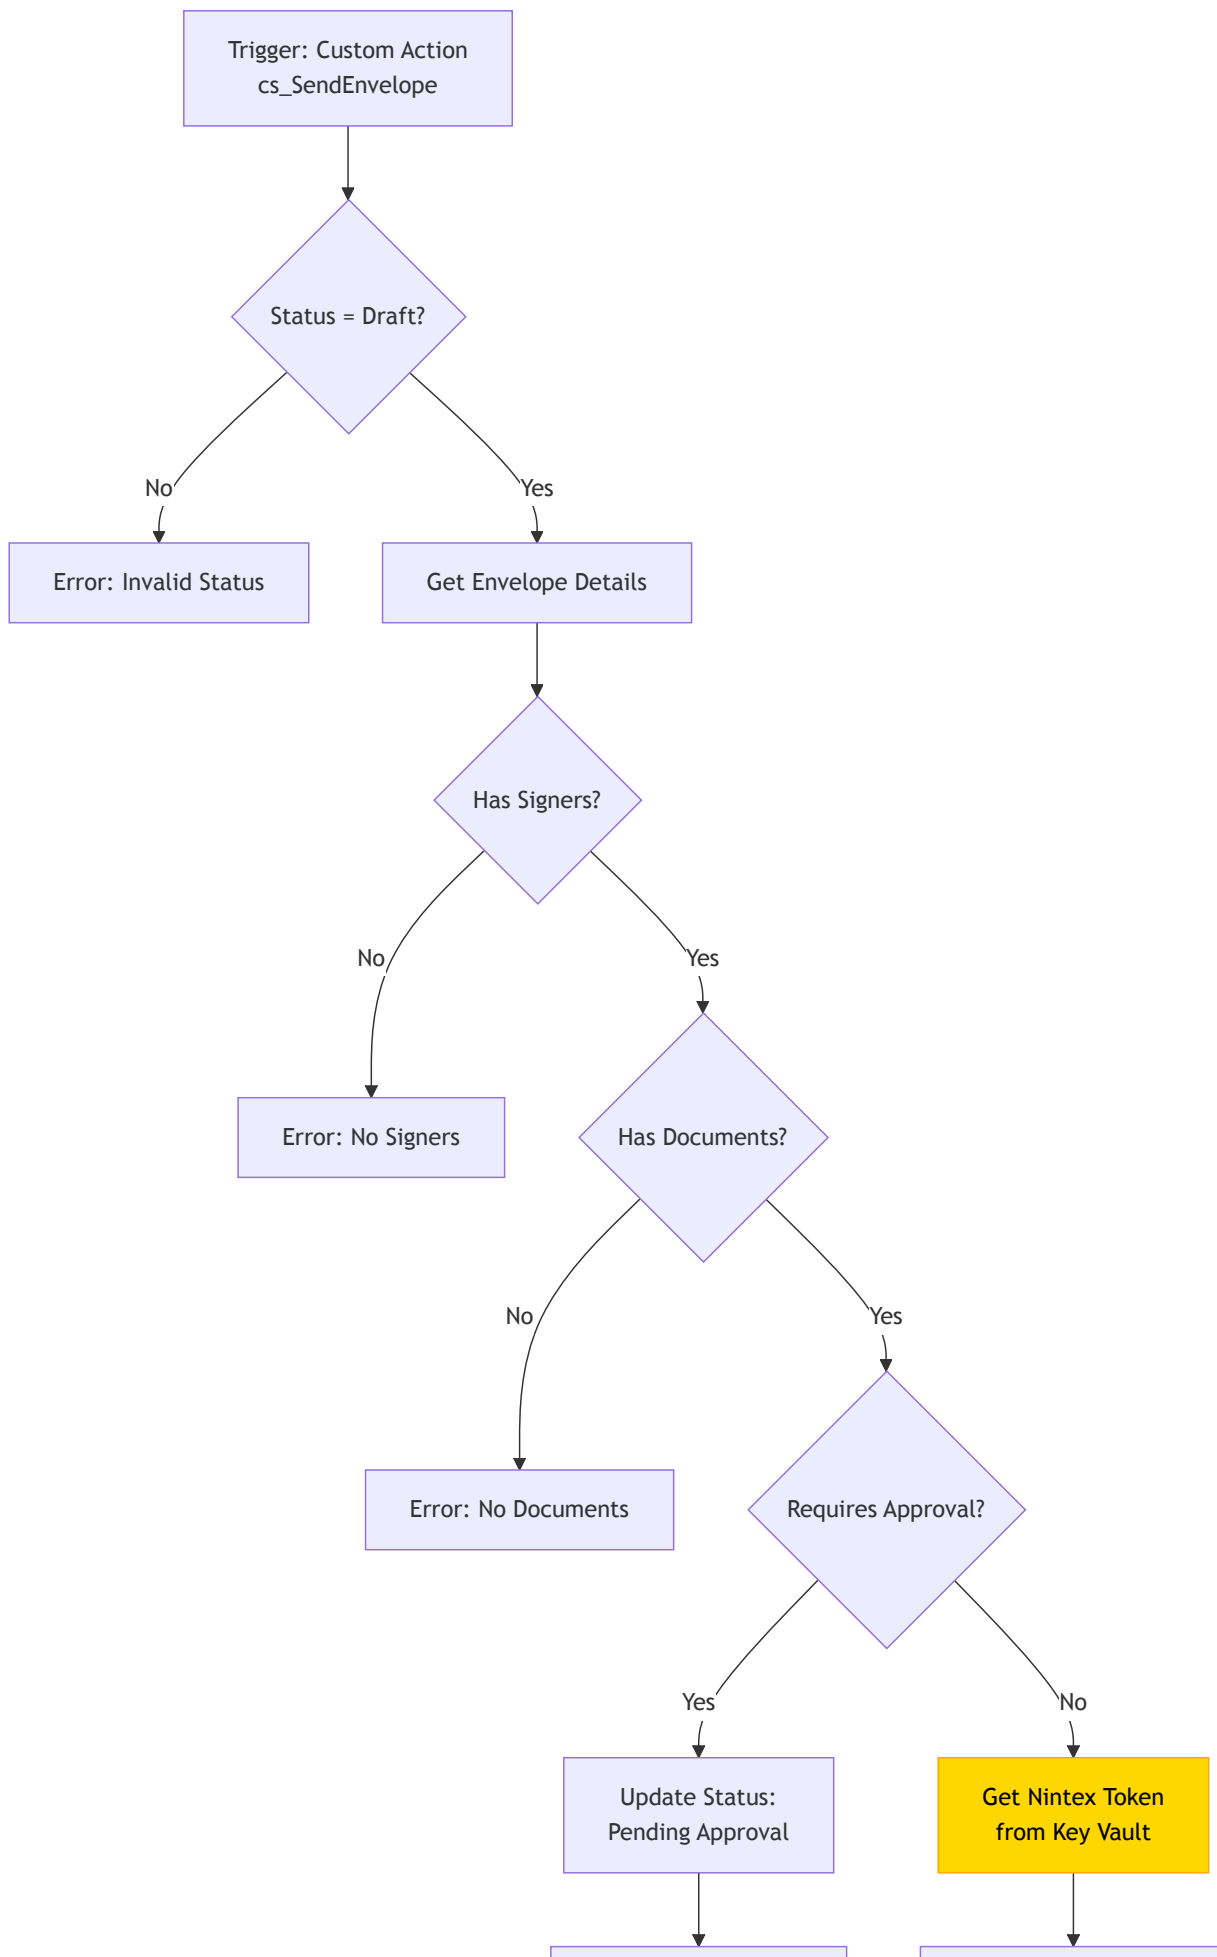 Trigger: Custom Action
cs_SendEnvelope
Status = Draft?
No
Yes
Error: Invalid Status
Get Envelope Details
Has Signers?
No
Yes
Error: No Signers
Has Documents?
No
Yes
Error: No Documents
Requires Approval?
Yes
No
Update Status:
Pending Approval
Get Nintex Token
from Key Vault